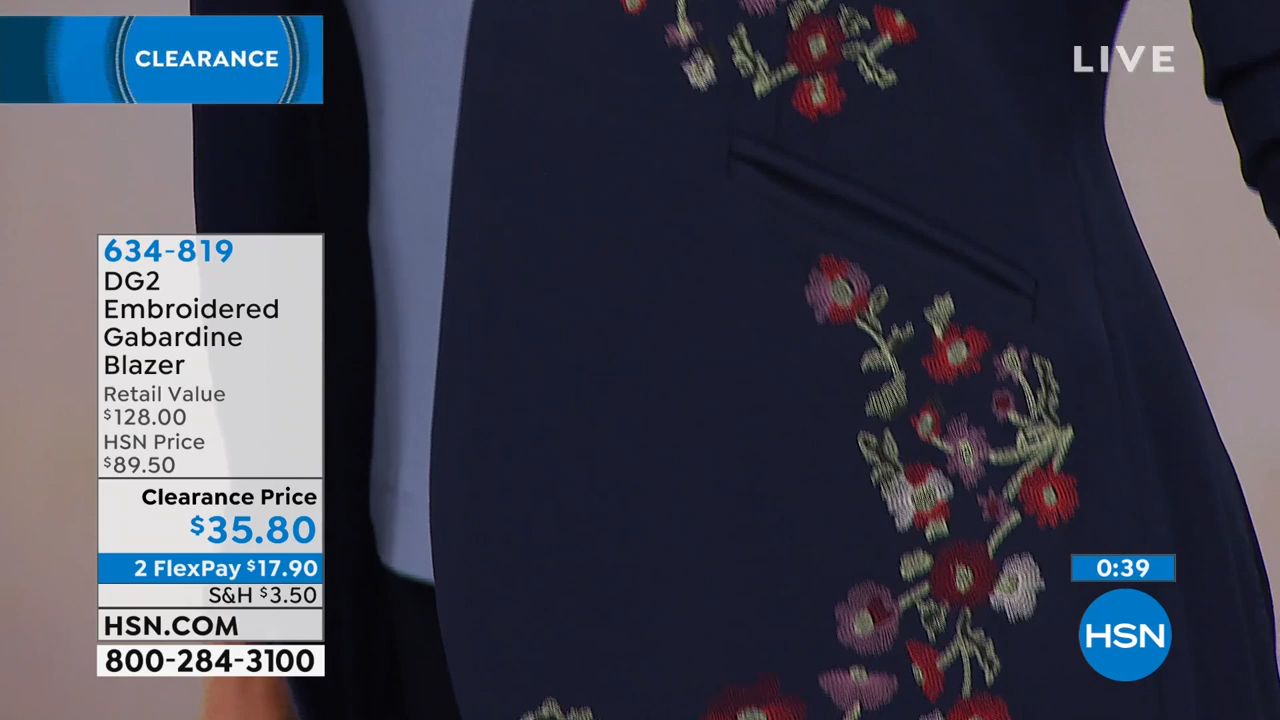 CLEARANCE
LIVE
634-819
DG2
Embroidered
Gabardine
Blazer
Retail Value
$128.00
HSN Price
$89.50
Clearance Price
$35.80
2 FlexPay $17.90
S&H $3.50
HSN.COM
800-284-3100
0:39
HSN